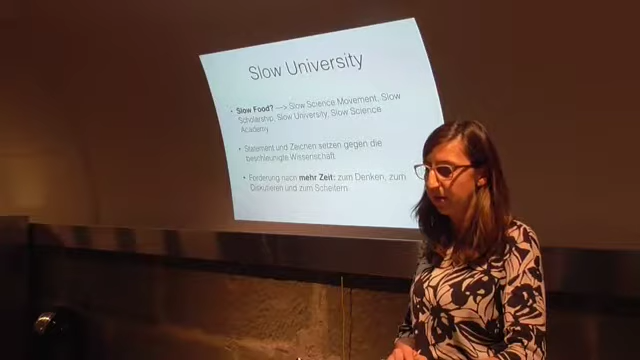 Slow University
• Slow Food? —> Slow Science Movement, Slow
Scholarship, Slow University, Slow Science
Academy
• Statement und Zeichen setzen gegen die
beschleunigte Wissenschaft.
• Forderung nach mehr Zeit: zum Denken, zum
Diskutieren und zum Scheitern.